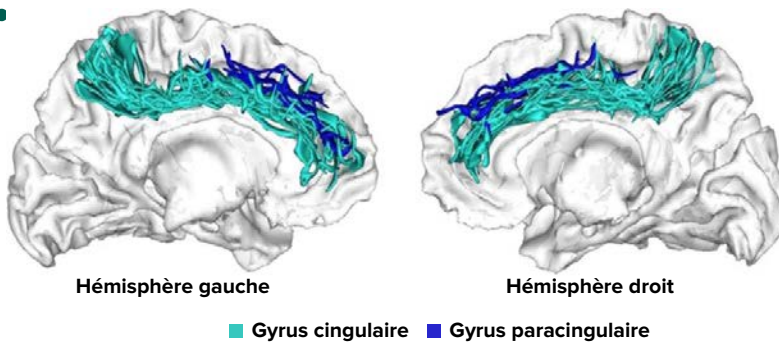 Hémisphère gauche
Hémisphère droit
Gyrus cingulaire
Gyrus paracingulaire